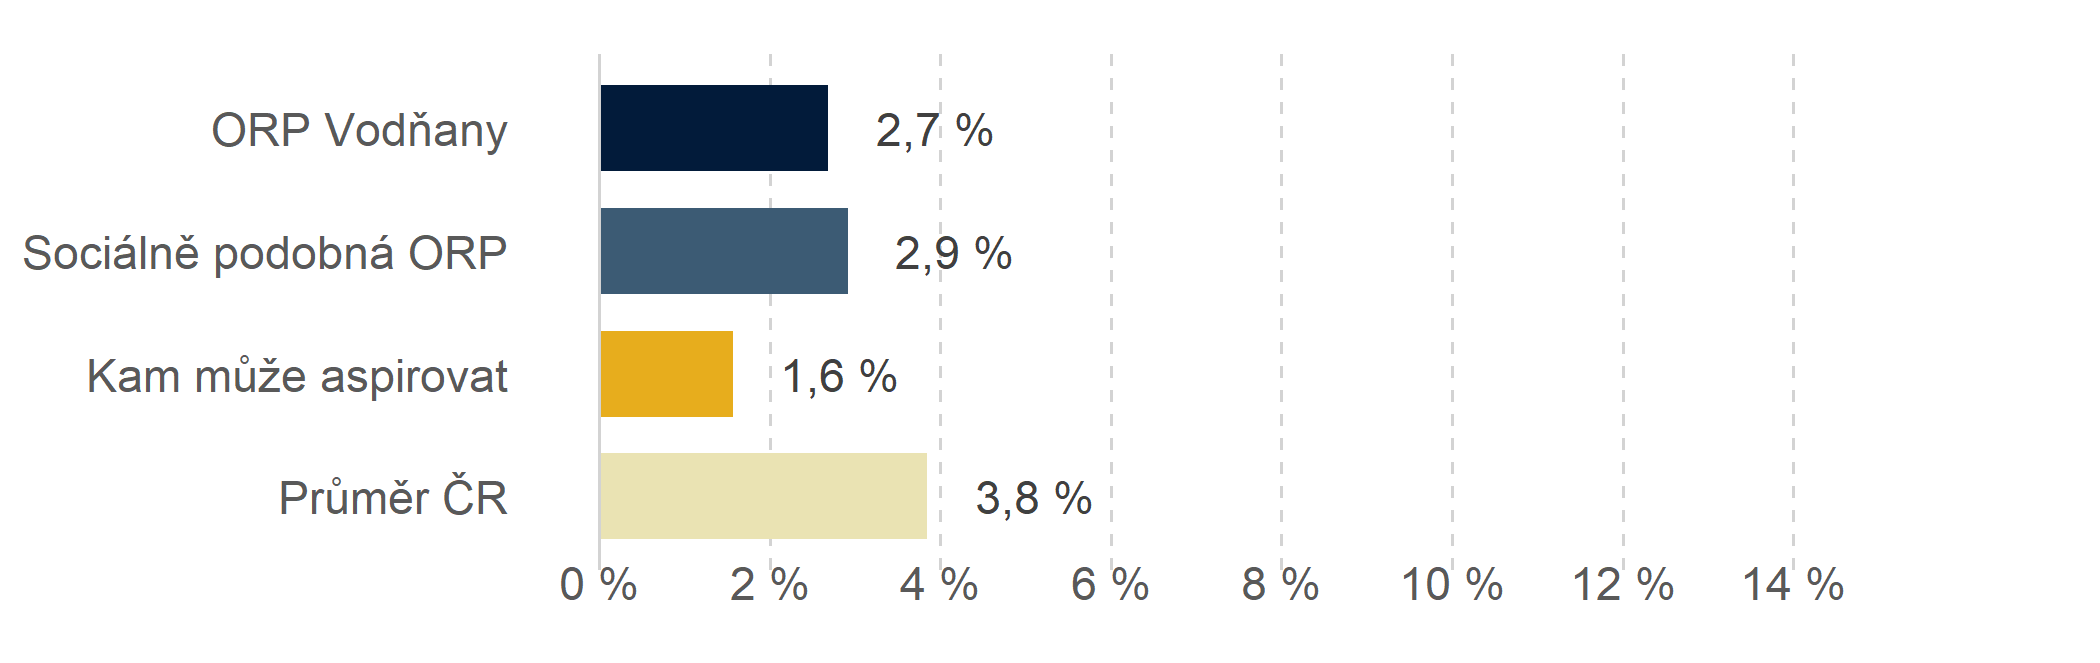 ORP Vodňany
2,7 %
Sociálně podobná ORP
2,9 %
Kam může aspirovat
1,6 %
Průměr ČR
3,8 %
0 % 2 % 4 % 6 % 8 % 10 % 12 % 14 %